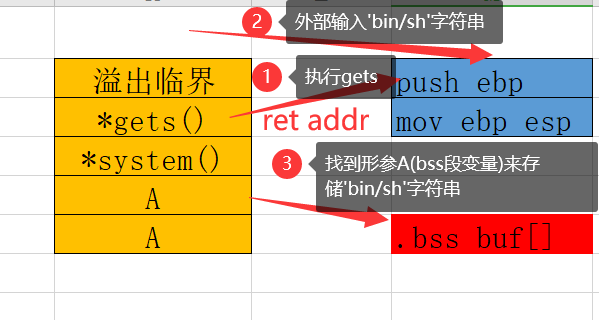 2 外部输入'bin/sh'字符串
溢出临界
1 执行gets
push ebp
*gets()
ret addr
mov ebp esp
*system()
3 找到形参A(bss段变量)来存
储'bin/sh'字符串
A
A
.bss buf[]